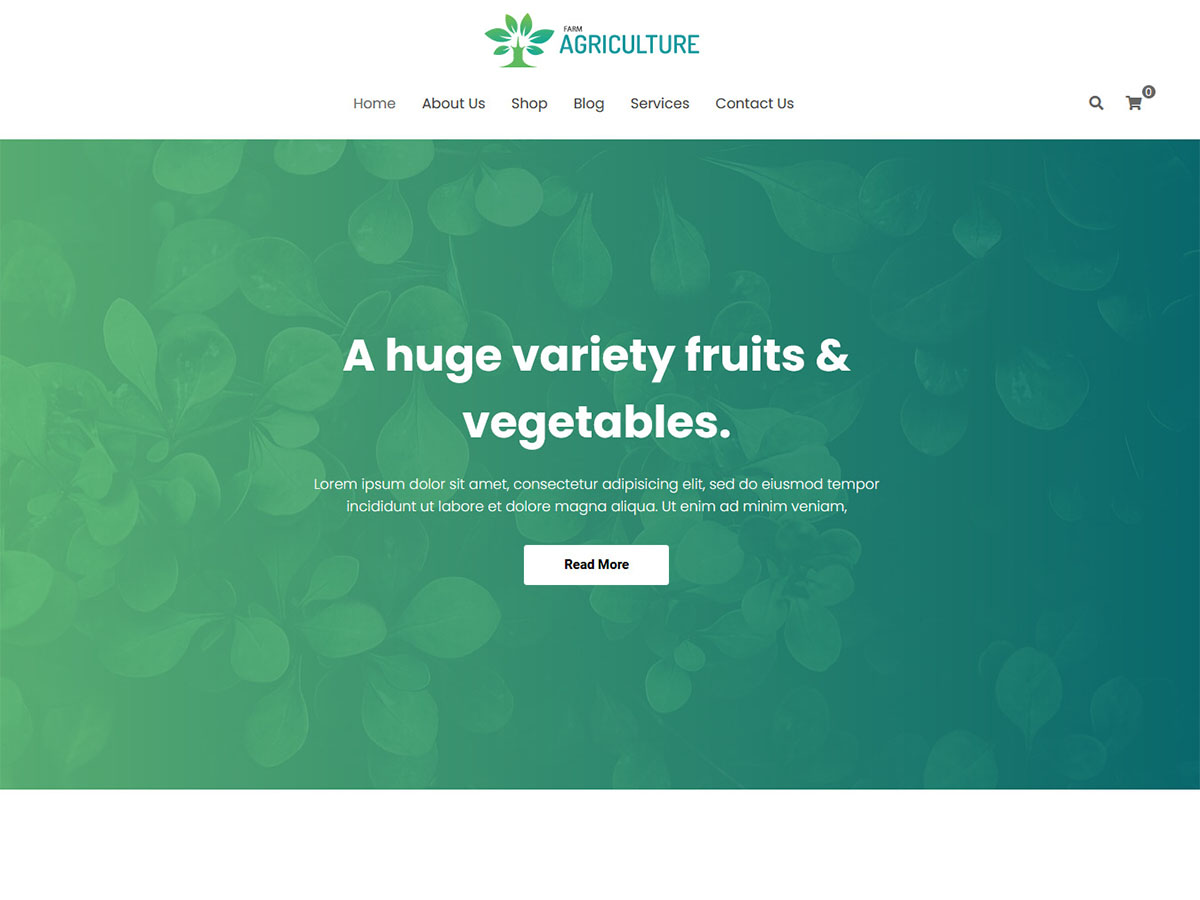 FARM
AGRICULTURE
Home About Us Shop Blog Services Contact Us 0
A huge variety fruits &
vegetables.
Lorem ipsum dolor sit amet, consectetur adipisicing elit, sed do eiusmod tempor
incididunt ut labore et dolore magna aliqua. Ut enim ad minim veniam,
Read More